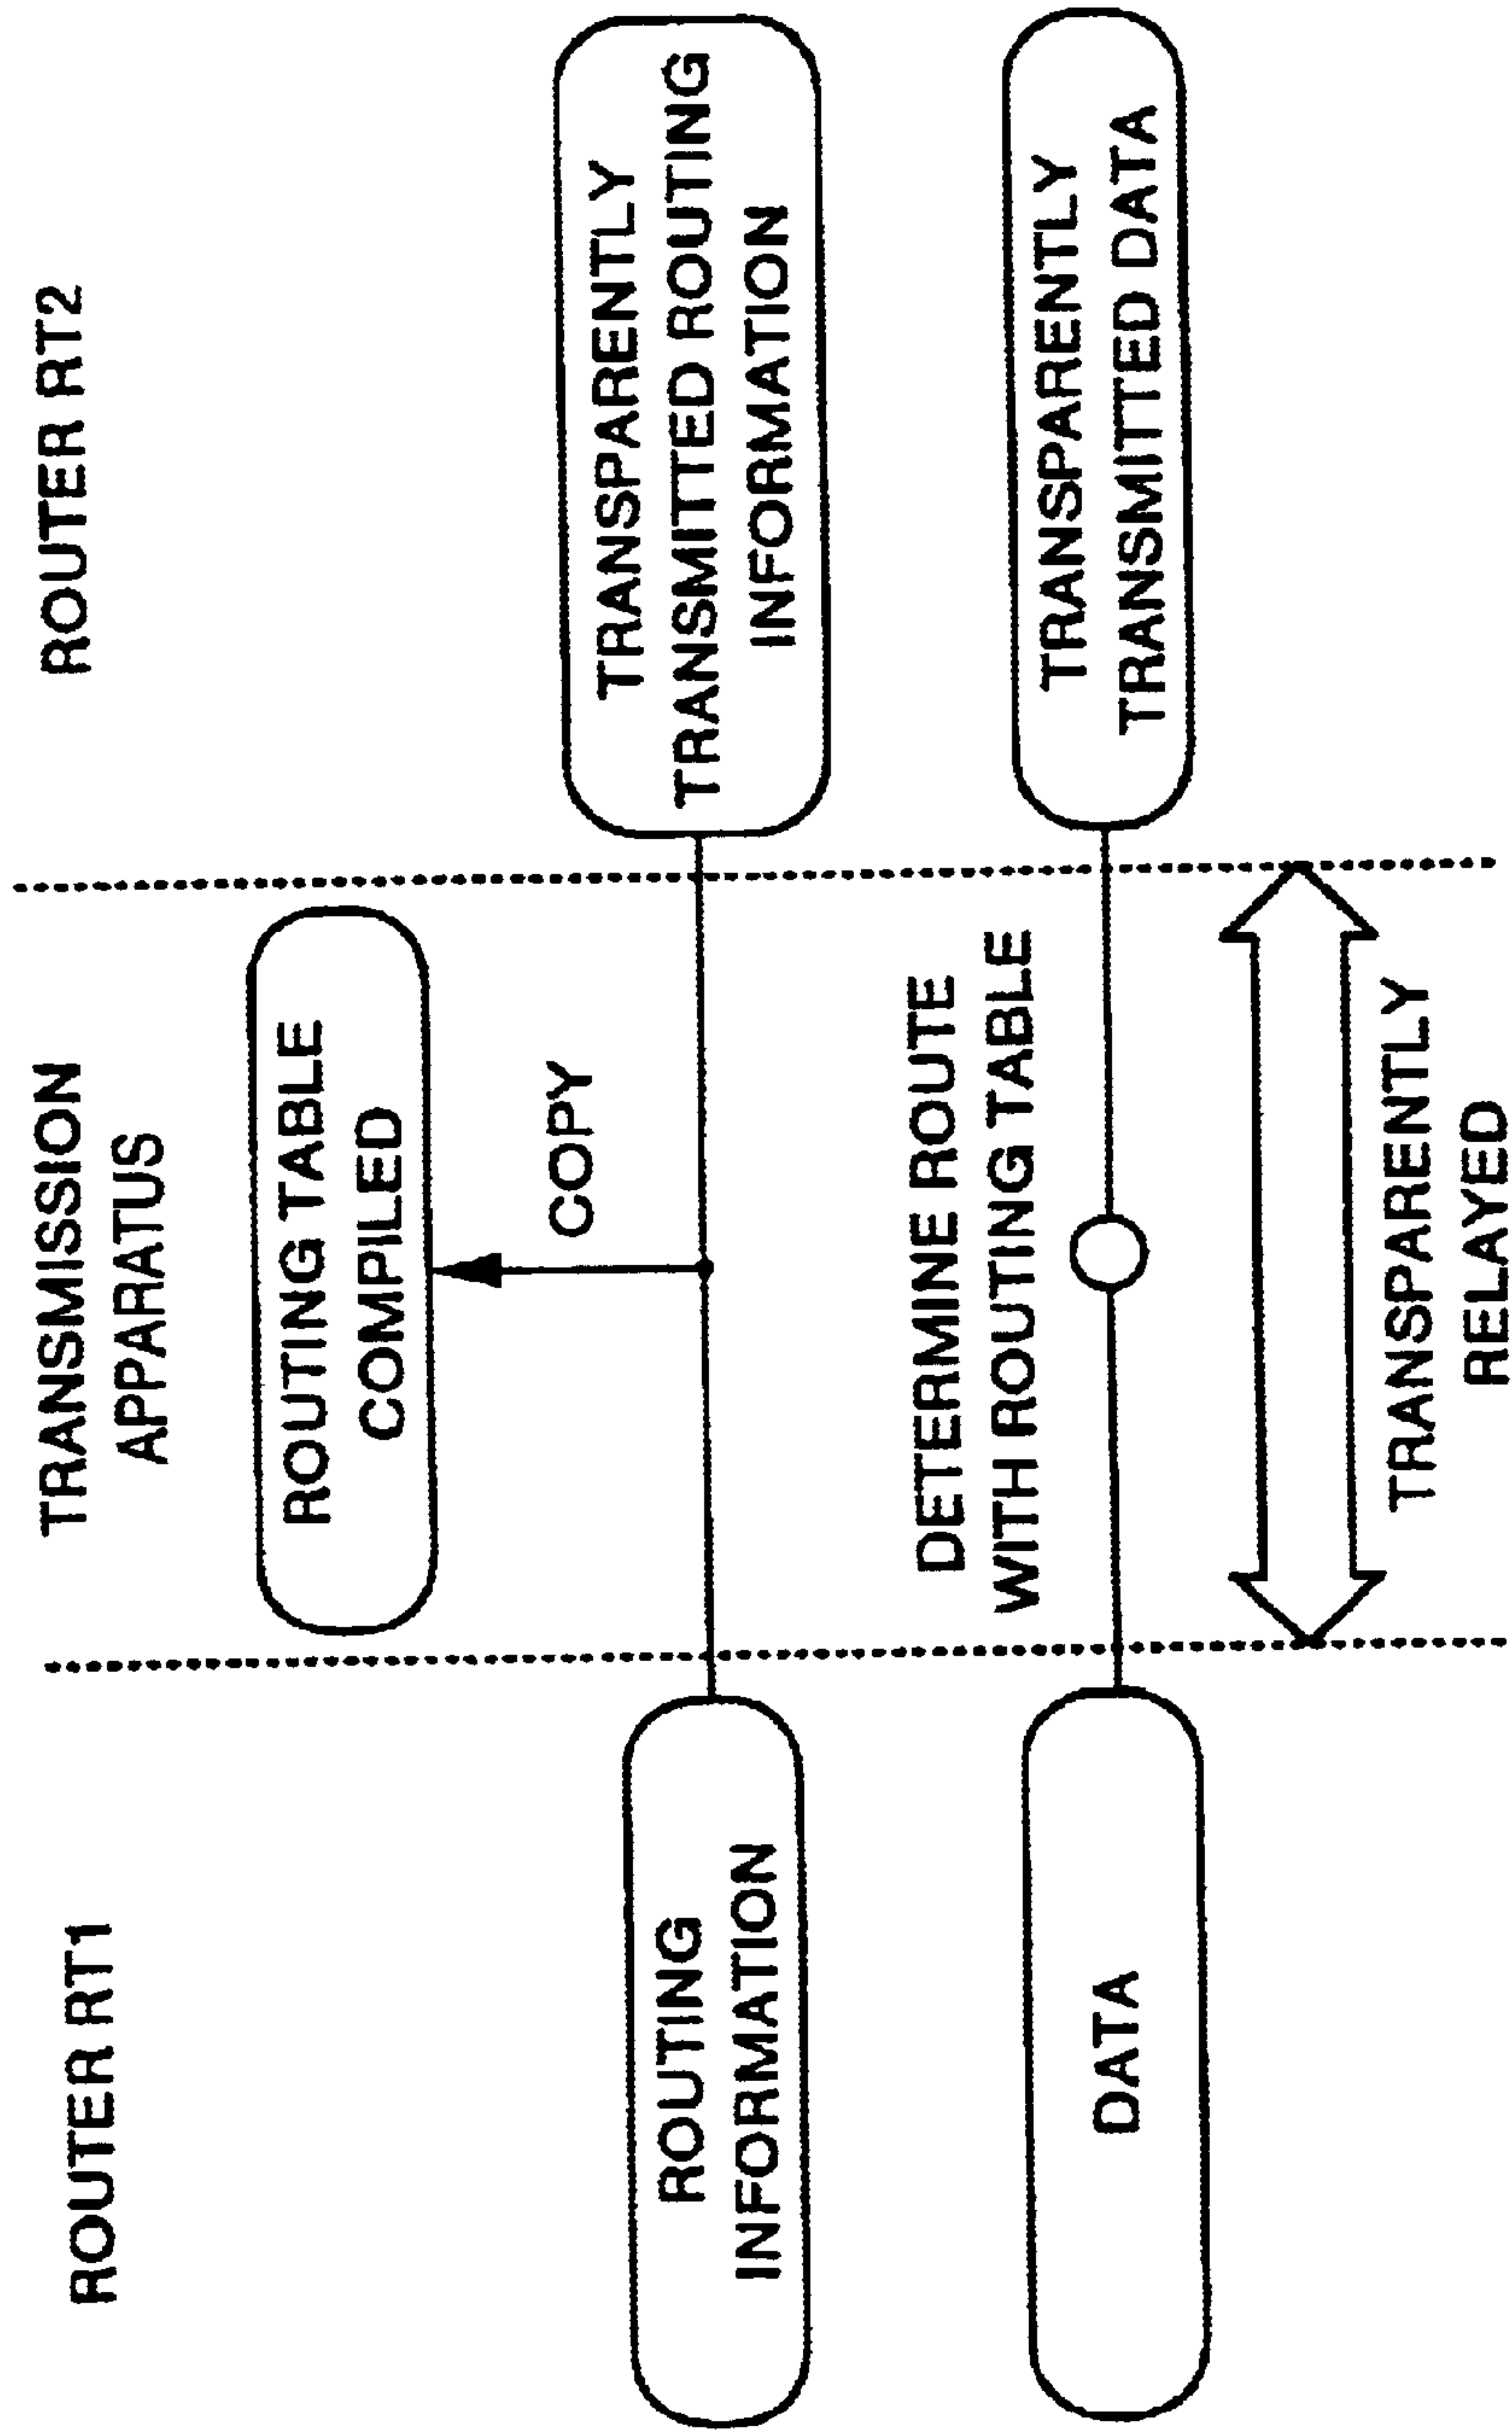 ROUTER RT1
TRANSMISSION
APPARATUS
ROUTER RT2
ROUTING TABLE
COMPILED
COPY
ROUTING
INFORMATION
TRANSPARENTLY
TRANSMITTED ROUTING
INFORMATION
DETERMINE ROUTE
WITH ROUTING TABLE
DATA
TRANSPARENTLY
TRANSMITTED DATA
TRANSPARENTLY
RELAYED